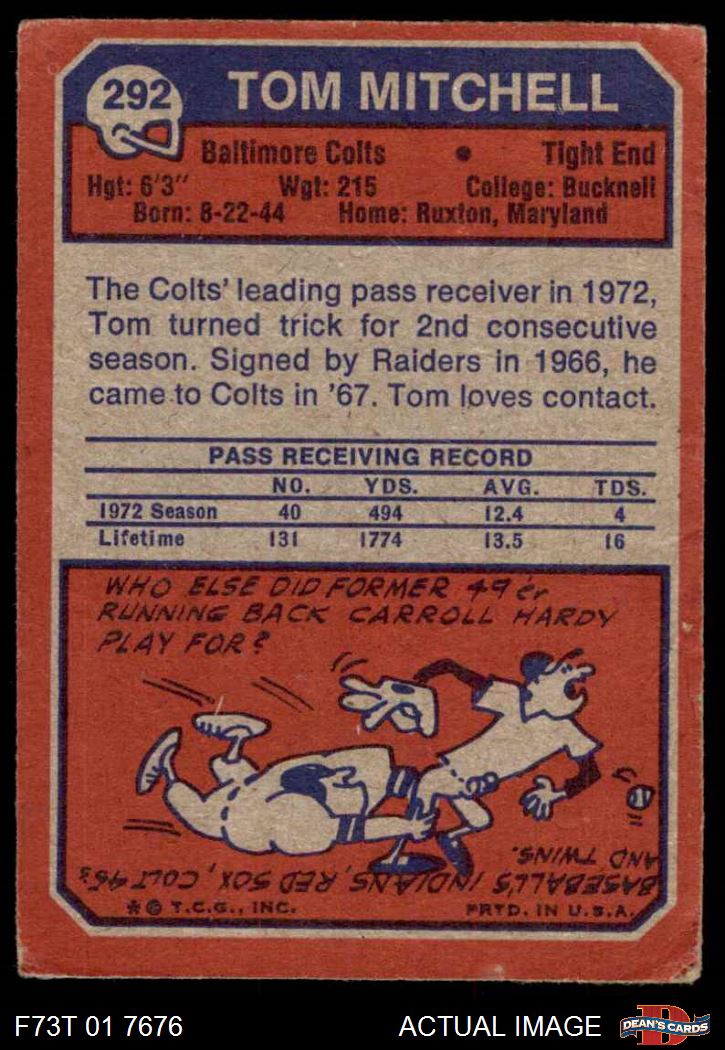 292
TOM MITCHELL
Baltimore Colts • Tight End
Hgt: 6'3" Wgt: 215 College: Bucknell
Born: 8-22-44 Home: Ruxton, Maryland
The Colts' leading pass receiver in 1972,
Tom turned trick for 2nd consecutive
season. Signed by Raiders in 1966, he
came to Colts in '67. Tom loves contact.
PASS RECEIVING RECORD
NO. YDS. AVG. TDS.
1972 Season 40 494 12.4 4
Lifetime 131 1774 13.5 16
WHO ELSE DID FORMER 49'er
RUNNING BACK CARROLL HARDY
PLAY FOR?
BASEBALL'S INDIANS, RED SOX, COLT 45's
AND TWINS.
*© T.C.G., INC. PRTD. IN U.S.A.
F73T 01 7676 ACTUAL IMAGE D DEAN'S CARDS